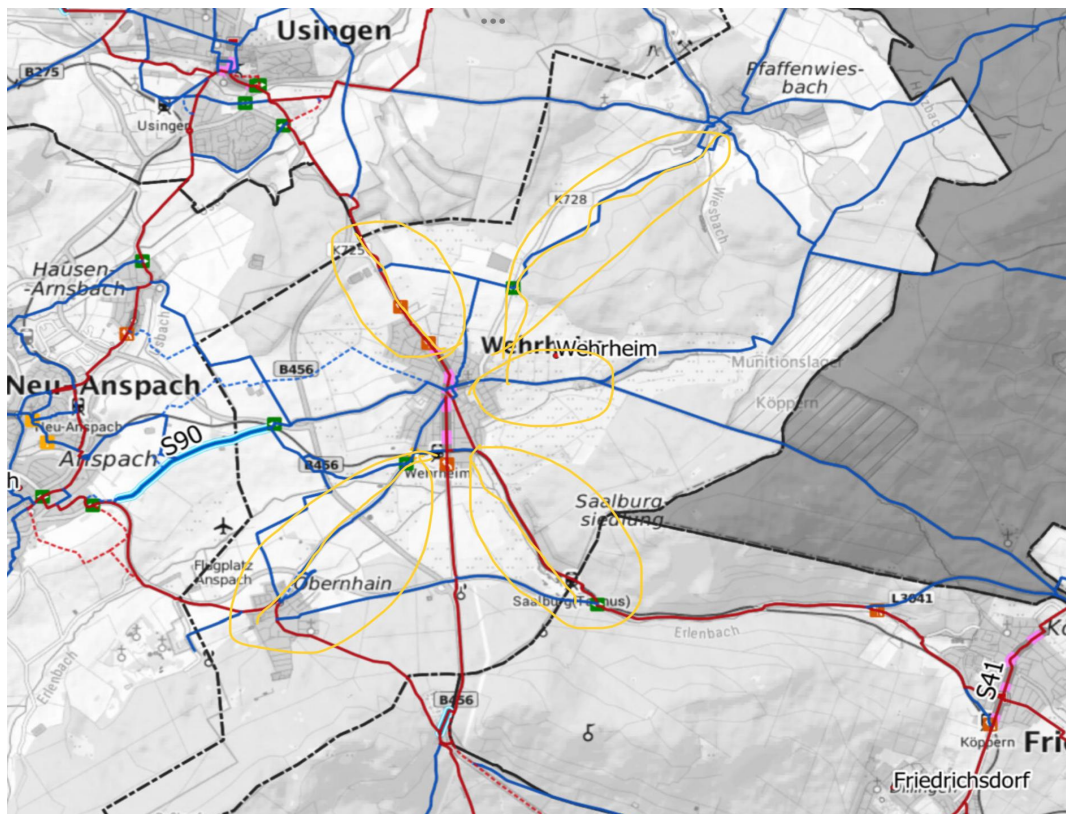 Usingen
B275
Pfaffenwies-
bach
Usingen
K728
Wiesbach
K725
Hausen-
-Arnsbach
Wehrheim
B456
Munitionslager
Neu-Anspach
Köppern
Neu-Anspach
S90
Anspach
B456
Wehrheim
h
Saalburg
siedlung
Flugplatz
Anspach
Obernhain
Saalburg(Taunus)
L3041
Erlenbach
Erlenbach
S41
B456
Köppern
Friedrichsdorf